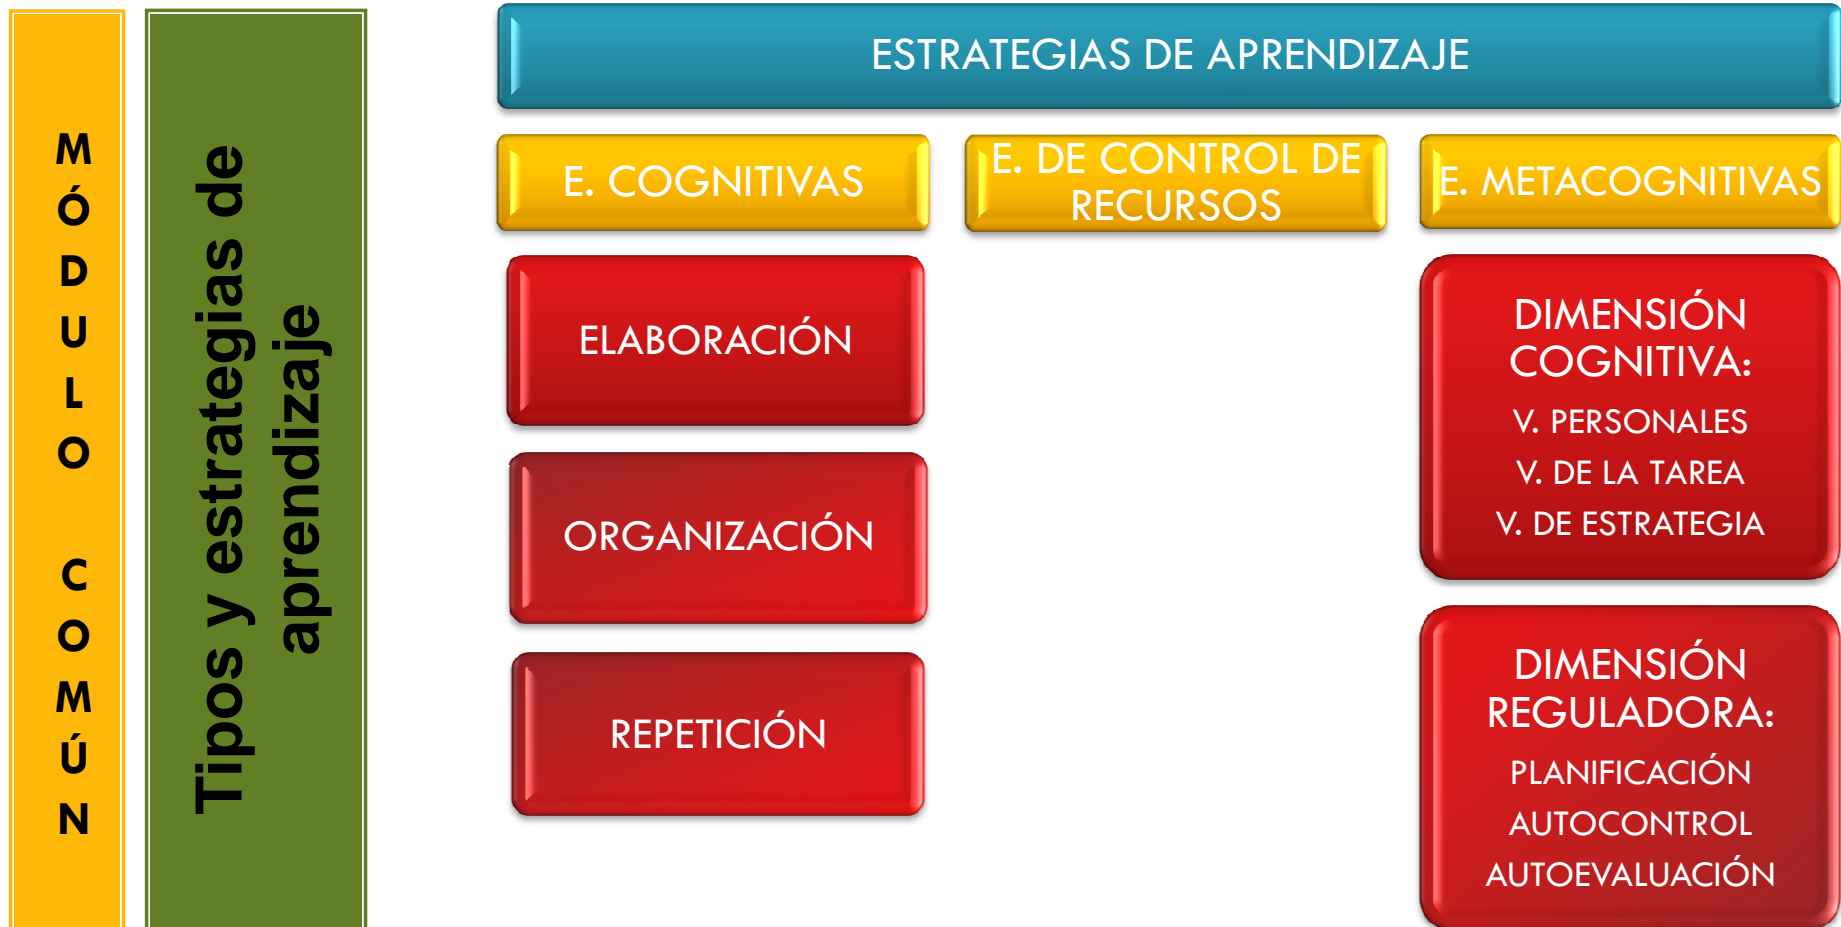 MÓDULO COMÚN
Tipos y estrategias de
aprendizaje
ESTRATEGIAS DE APRENDIZAJE
E. COGNITIVAS
E. DE CONTROL DE
RECURSOS
E. METACOGNITIVAS
ELABORACIÓN
ORGANIZACIÓN
REPETICIÓN
DIMENSIÓN
COGNITIVA:
V. PERSONALES
V. DE LA TAREA
V. DE ESTRATEGIA
DIMENSIÓN
REGULADORA:
PLANIFICACIÓN
AUTOCONTROL
AUTOEVALUACIÓN